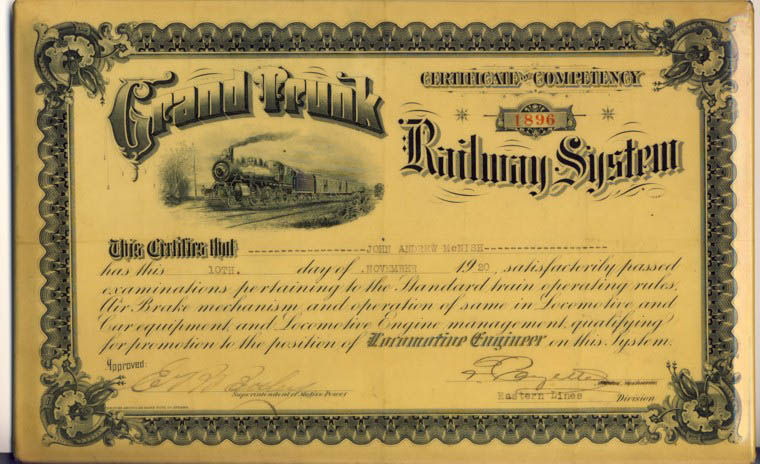 Grand Trunk
CERTIFICATE OF COMPETENCY
1896
Railway System
This Certifies that JOHN ANDREW McNISH
has this 10TH. day of NOVEMBER 1920, satisfactorily passed
examinations pertaining to the Standard train operating rules,
Air Brake mechanism and operation of same in Locomotive and
Car equipment, and Locomotive Engine management, qualifying
for promotion to the position of Locomotive Engineer on this System.
Approved:
Superintendent of Motive Power
Eastern Lines Division